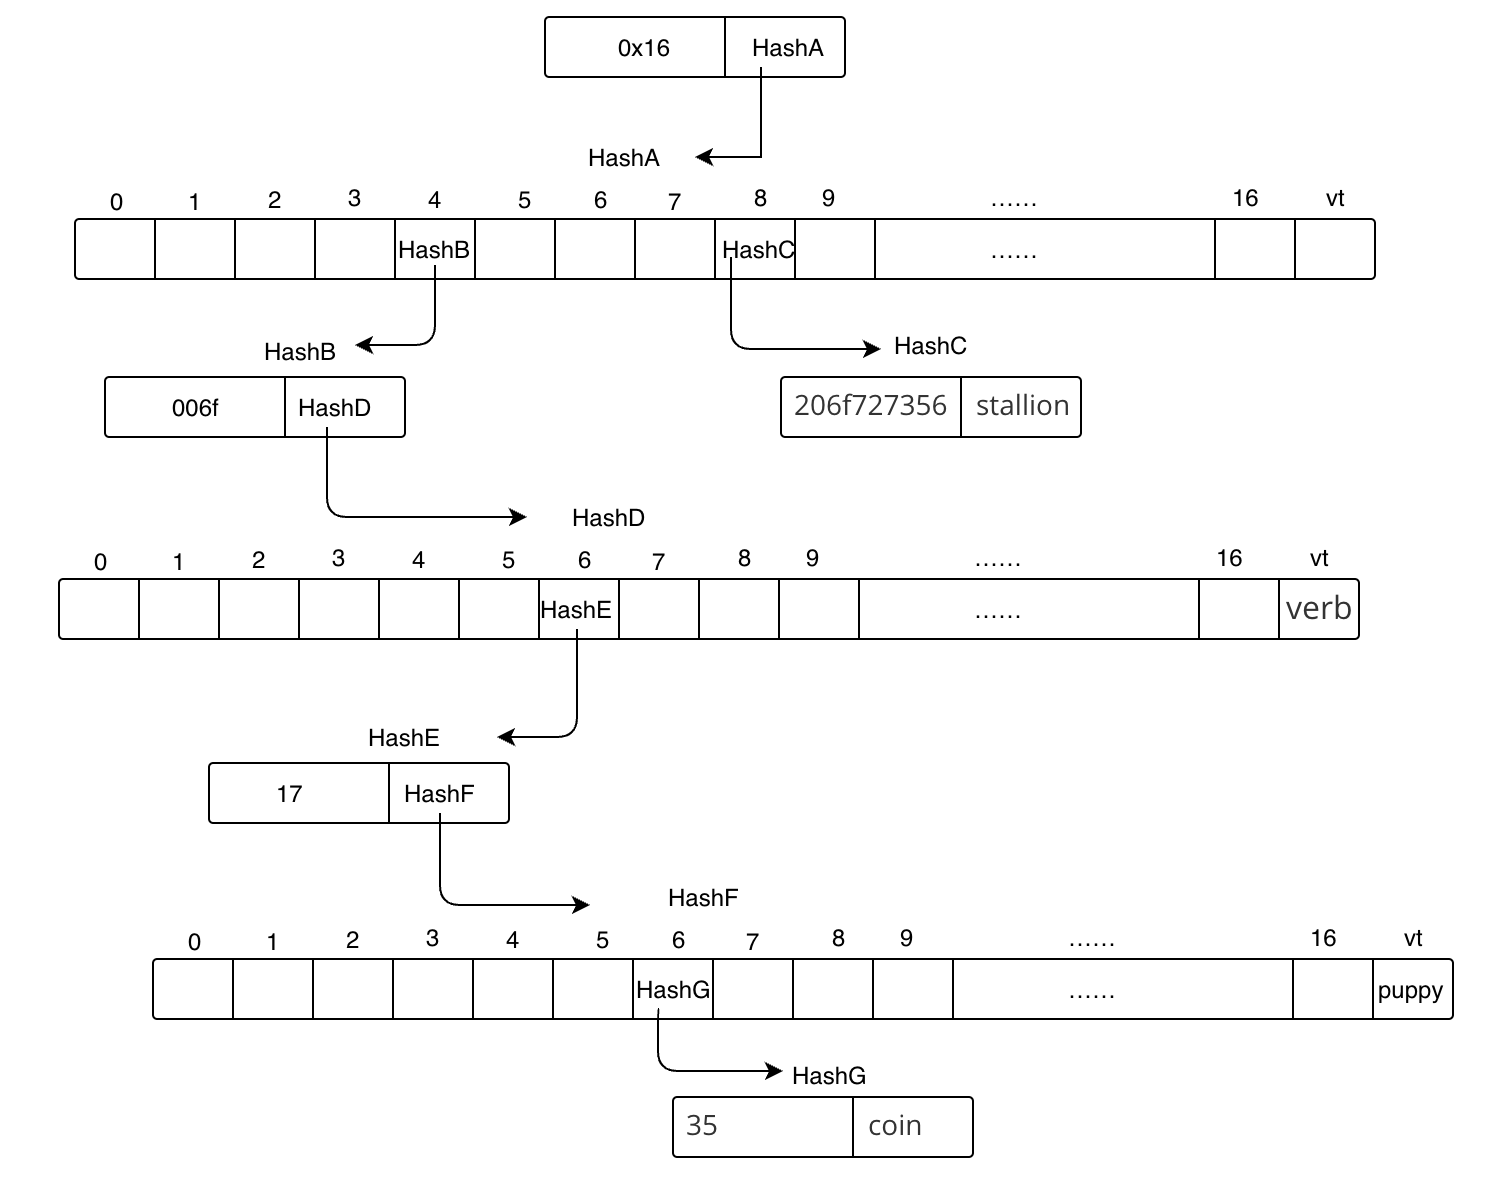 0x16 HashA
HashA
0 1 2 3 4 5 6 7 8 9 ...... 16 vt
HashB HashC ......
HashB HashC
006f HashD 206f727356 stallion
HashD
0 1 2 3 4 5 6 7 8 9 ...... 16 vt
HashE ...... verb
HashE
17 HashF
HashF
0 1 2 3 4 5 6 7 8 9 ...... 16 vt
HashG ...... puppy
HashG
35 coin